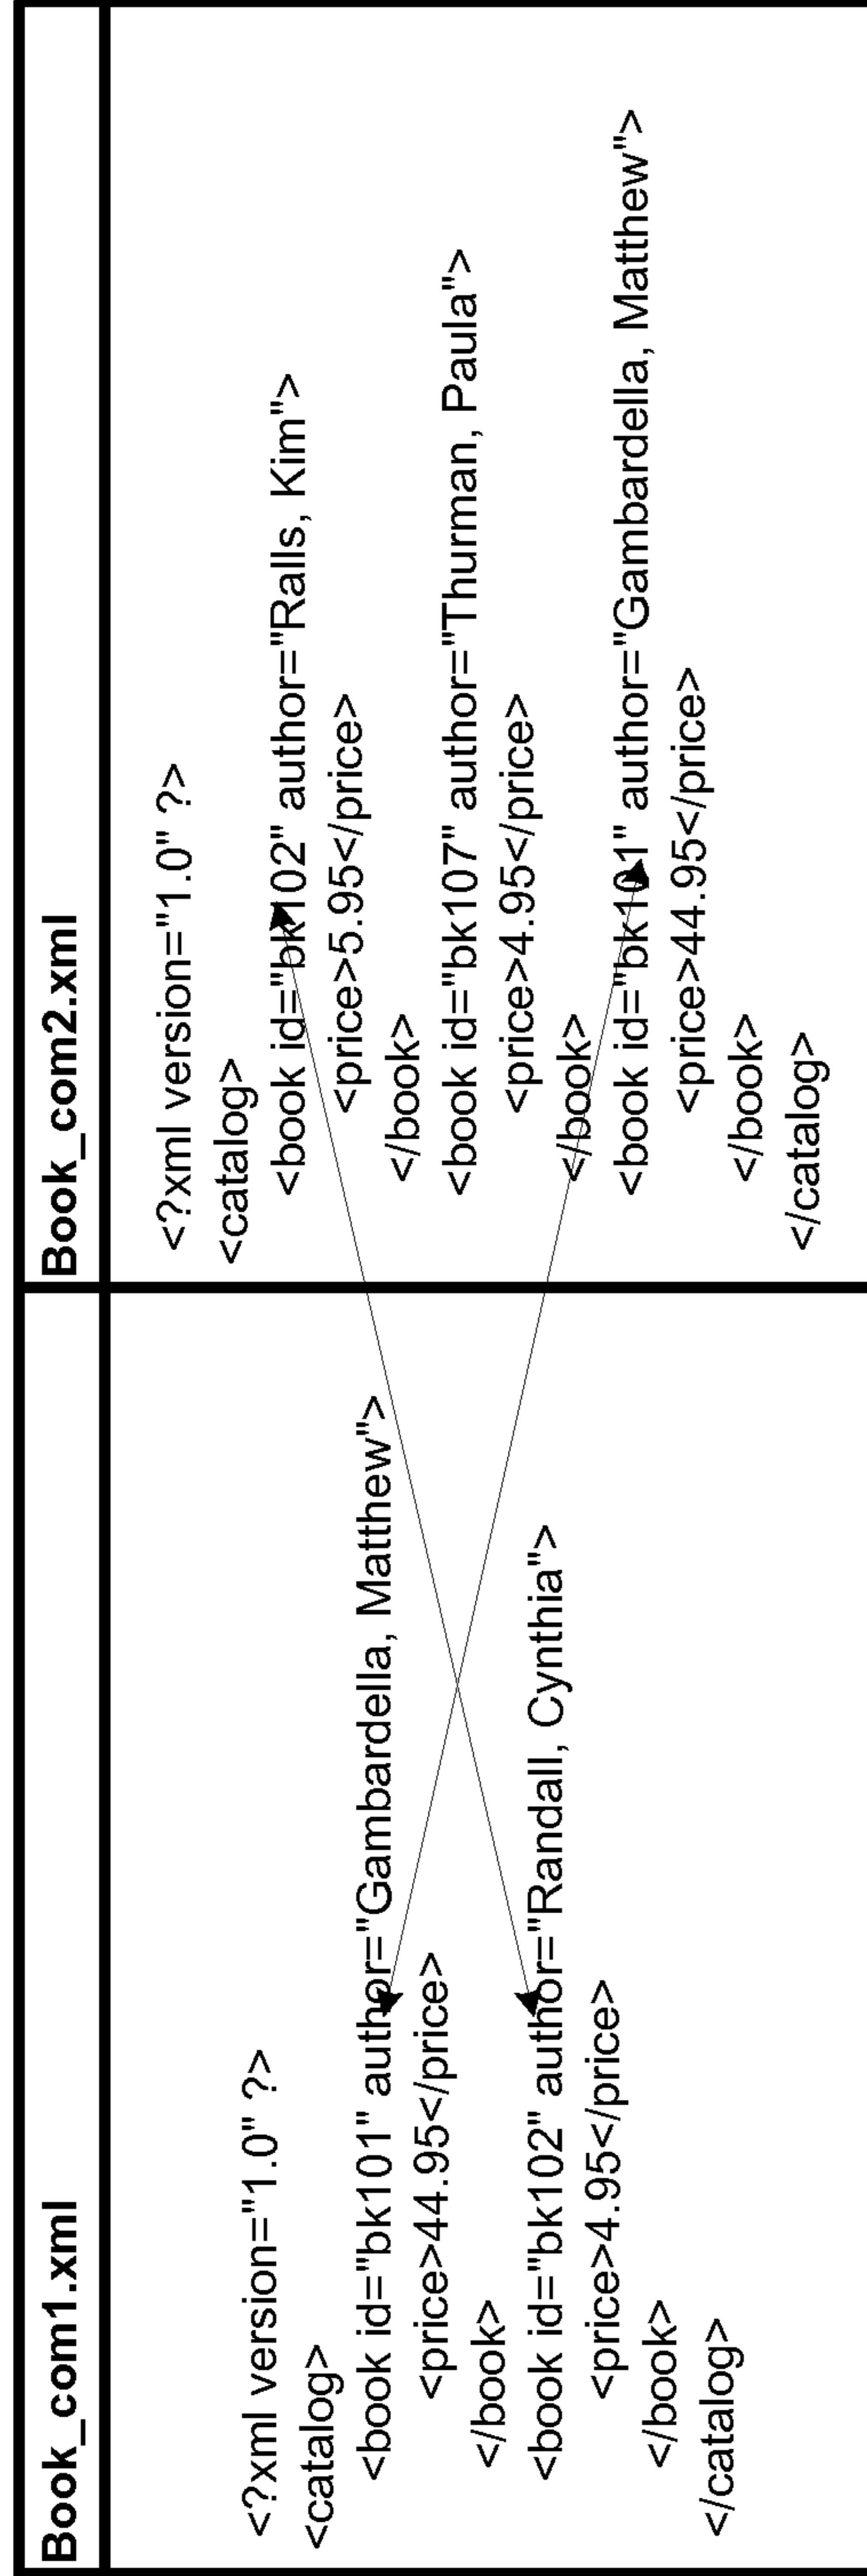 Book_com1.xml
<?xml version="1.0" ?>
<catalog>
<book id="bk101" author="Gambardella, Matthew">
<price>44.95</price>
</book>
<book id="bk102" author="Randall, Cynthia">
<price>4.95</price>
</book>
</catalog>
Book_com2.xml
<?xml version="1.0" ?>
<catalog>
<book id="bk102" author="Ralls, Kim">
<price>5.95</price>
</book>
<book id="bk107" author="Thurman, Paula">
<price>4.95</price>
</book>
<book id="bk101" author="Gambardella, Matthew">
<price>44.95</price>
</book>
</catalog>